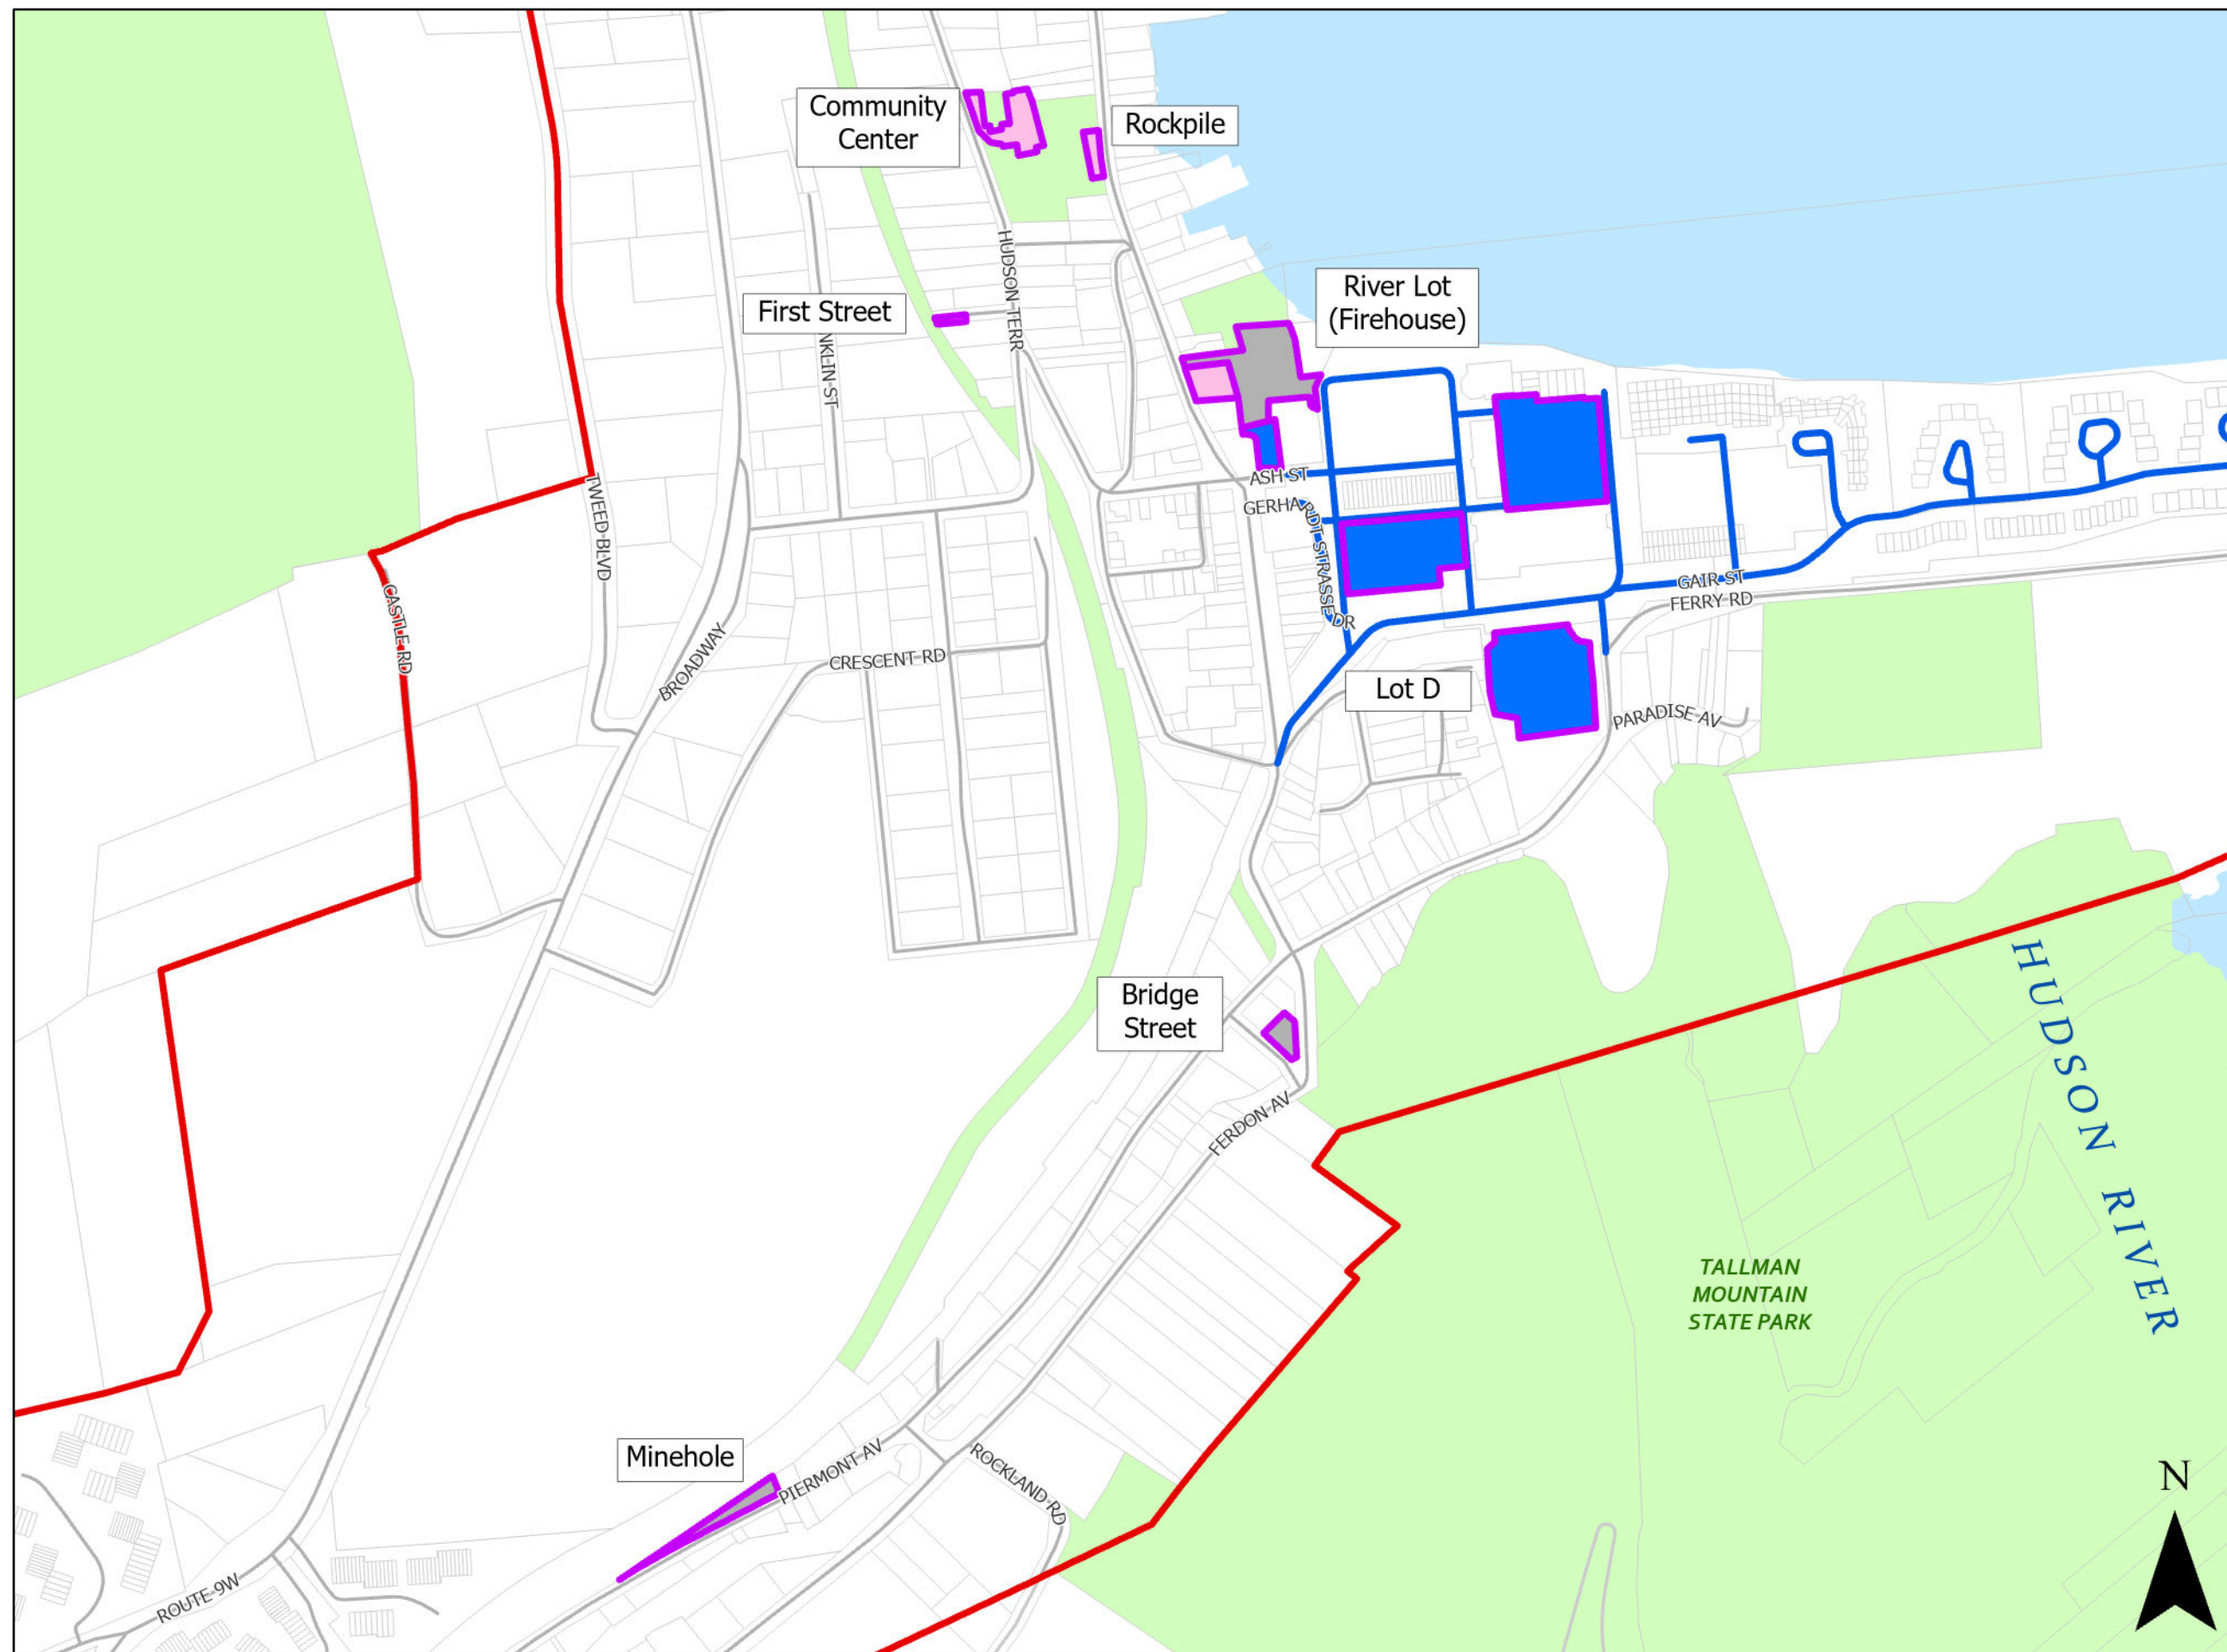 Community
Center
Rockpile
HUDSON TERR
River Lot
(Firehouse)
First Street
NKLIN ST
ASH ST
GERHARDT STRASSE DR
TWEED BLVD
GAIR ST
FERRY RD
CASTLE RD
BROADWAY
CRESCENT RD
Lot D
PARADISE AV
Bridge
Street
HUDSON RIVER
FERDON AV
TALLMAN
MOUNTAIN
STATE PARK
Minehole
PIERMONT AV
ROCKLAND RD
N
ROUTE 9W